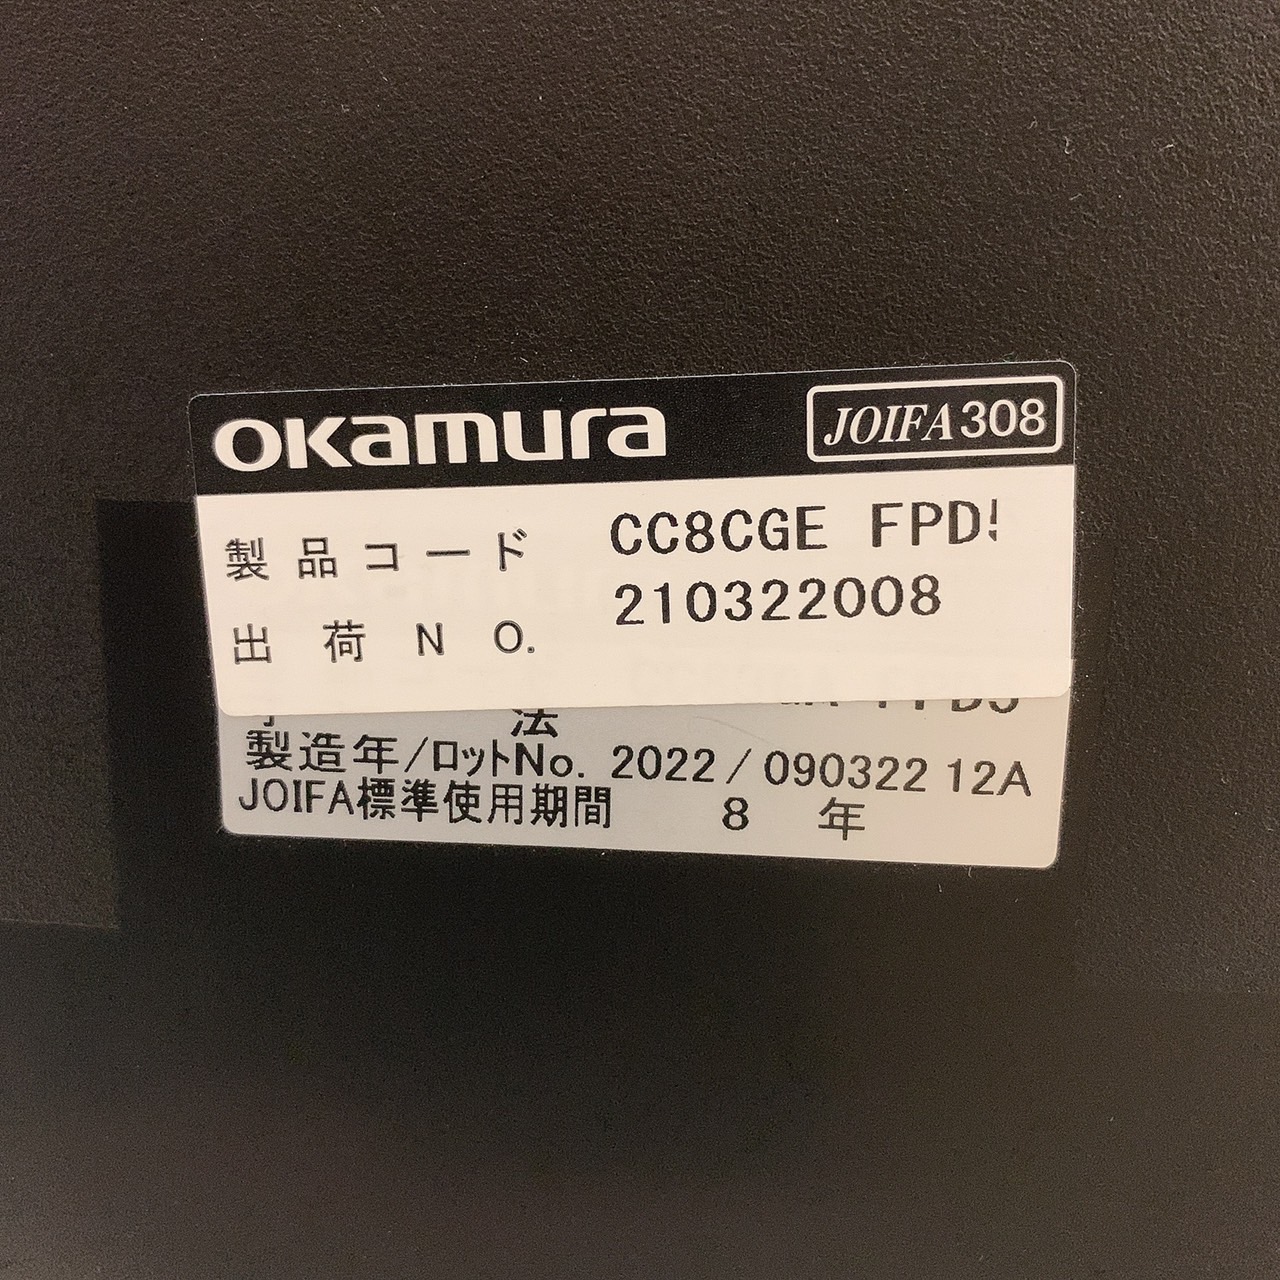 okamura
JOIFA308
製品コード CC8CGE FPD
出荷NO. 210322008
法
製造年/ロットNo. 2022/090322 12A
JOIFA標準使用期間 8 年